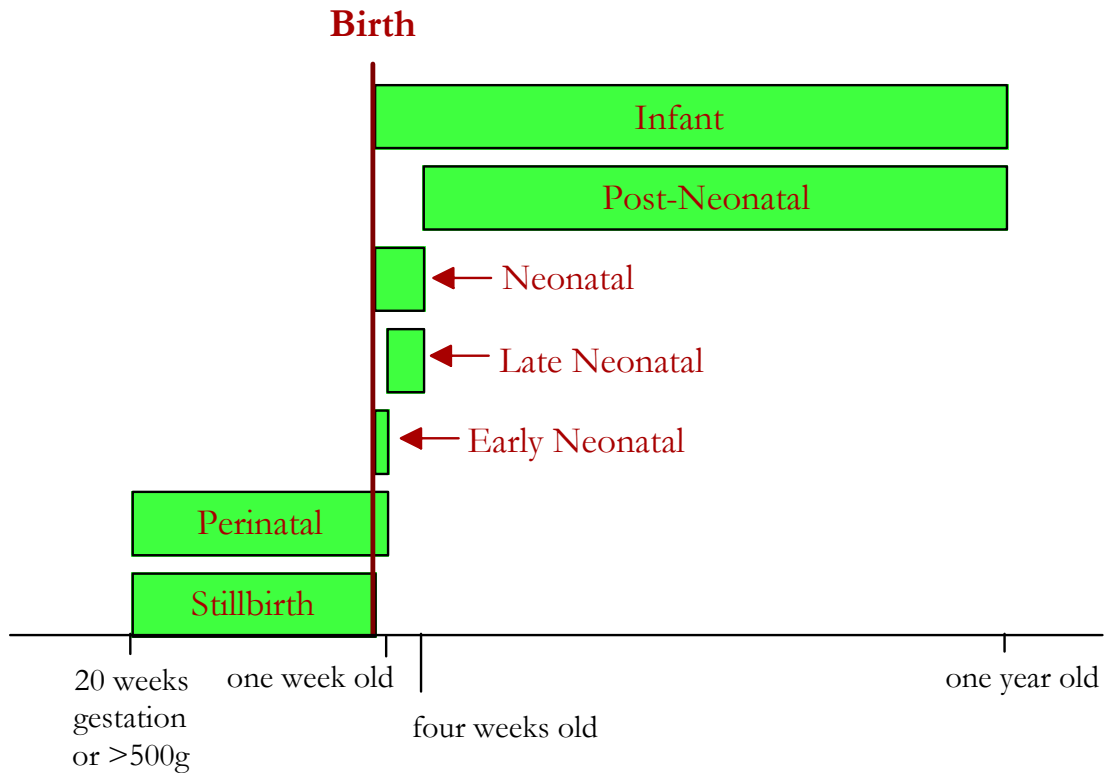 Birth
Infant
Post-Neonatal
Neonatal
Late Neonatal
Early Neonatal
Perinatal
Stillbirth
20 weeks
gestation
or >500g
one week old
four weeks old
one year old